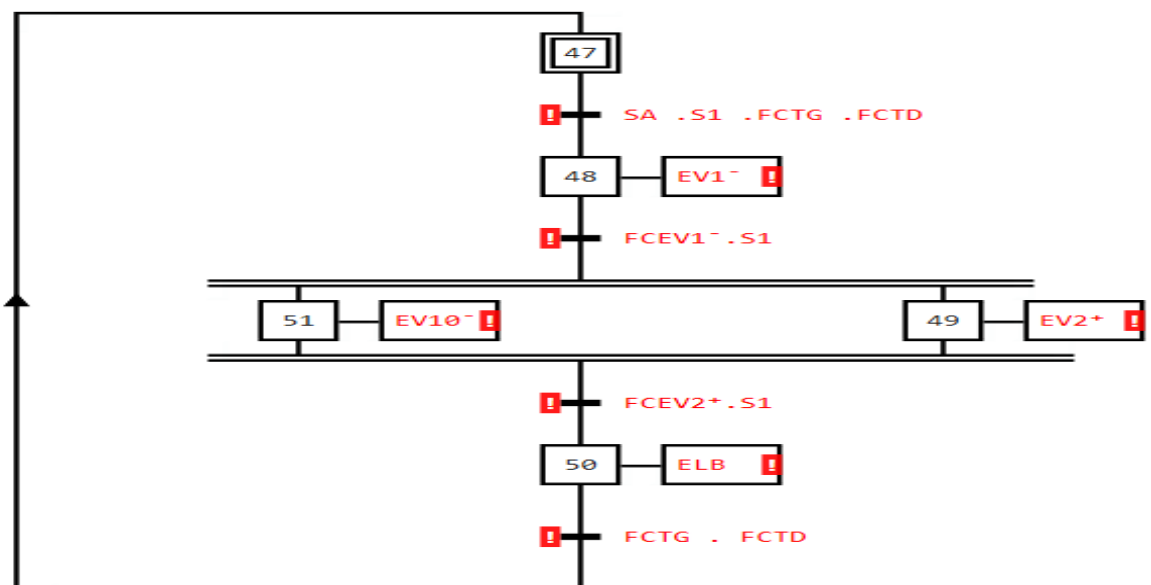 47
! SA .S1 .FCTG .FCTD
48 EV1⁻ !
! FCEV1⁻.S1
51 EV10⁻ ! 49 EV2⁺ !
! FCEV2⁺.S1
50 ELB !
! FCTG . FCTD